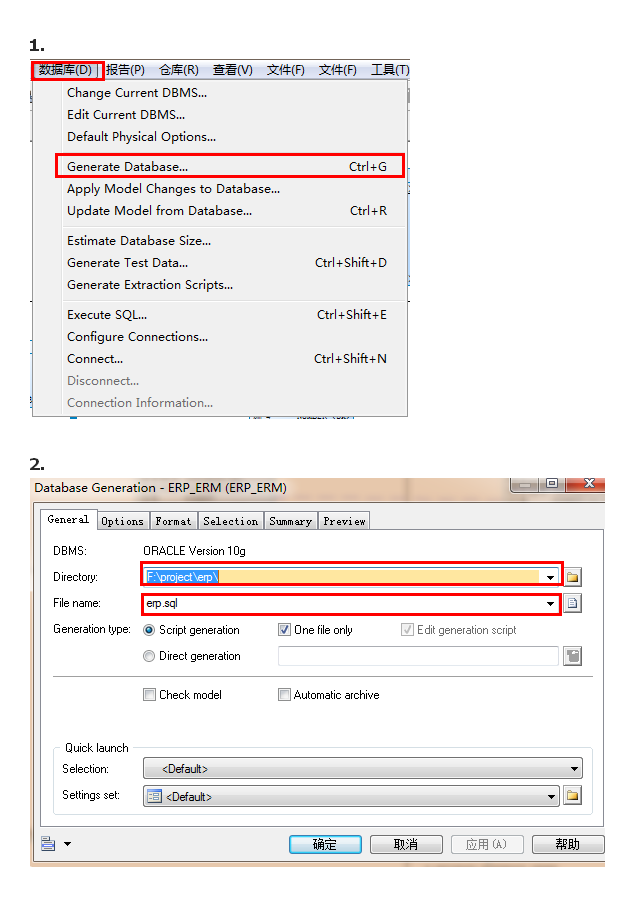 1.
数据库(D) 报告(P) 仓库(R) 查看(V) 文件(F) 文件(F) 工具(T)
Change Current DBMS...
Edit Current DBMS...
Default Physical Options...
Generate Database... Ctrl+G
Apply Model Changes to Database...
Update Model from Database... Ctrl+R
Estimate Database Size...
Generate Test Data... Ctrl+Shift+D
Generate Extraction Scripts...
Execute SQL... Ctrl+Shift+E
Configure Connections...
Connect... Ctrl+Shift+N
Disconnect...
Connection Information...
2.
Database Generation - ERP_ERM (ERP_ERM)
General Options Format Selection Summary Preview
DBMS: ORACLE Version 10g
Directory: F:\project\erp\
File name: erp.sql
Generation type: Script generation One file only Edit generation script
Direct generation
Check model Automatic archive
Quick launch
Selection: <Default>
Settings set: <Default>
确定 取消 应用(A) 帮助